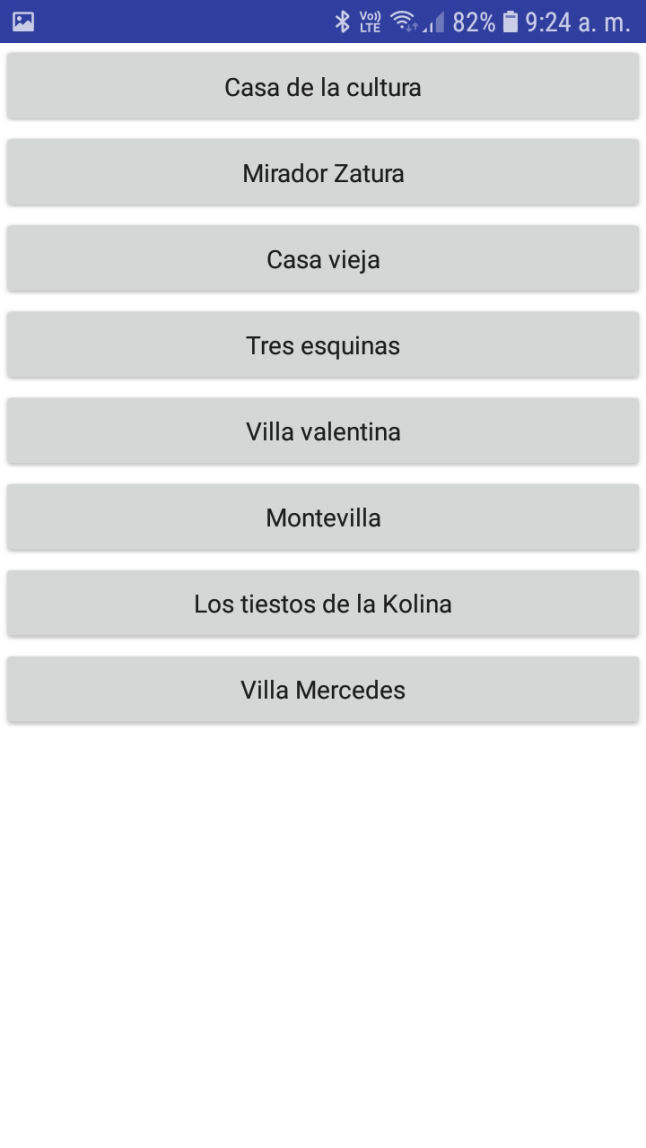 Vo)) LTE 82% 9:24 a. m.
Casa de la cultura
Mirador Zatura
Casa vieja
Tres esquinas
Villa valentina
Montevilla
Los tiestos de la Kolina
Villa Mercedes